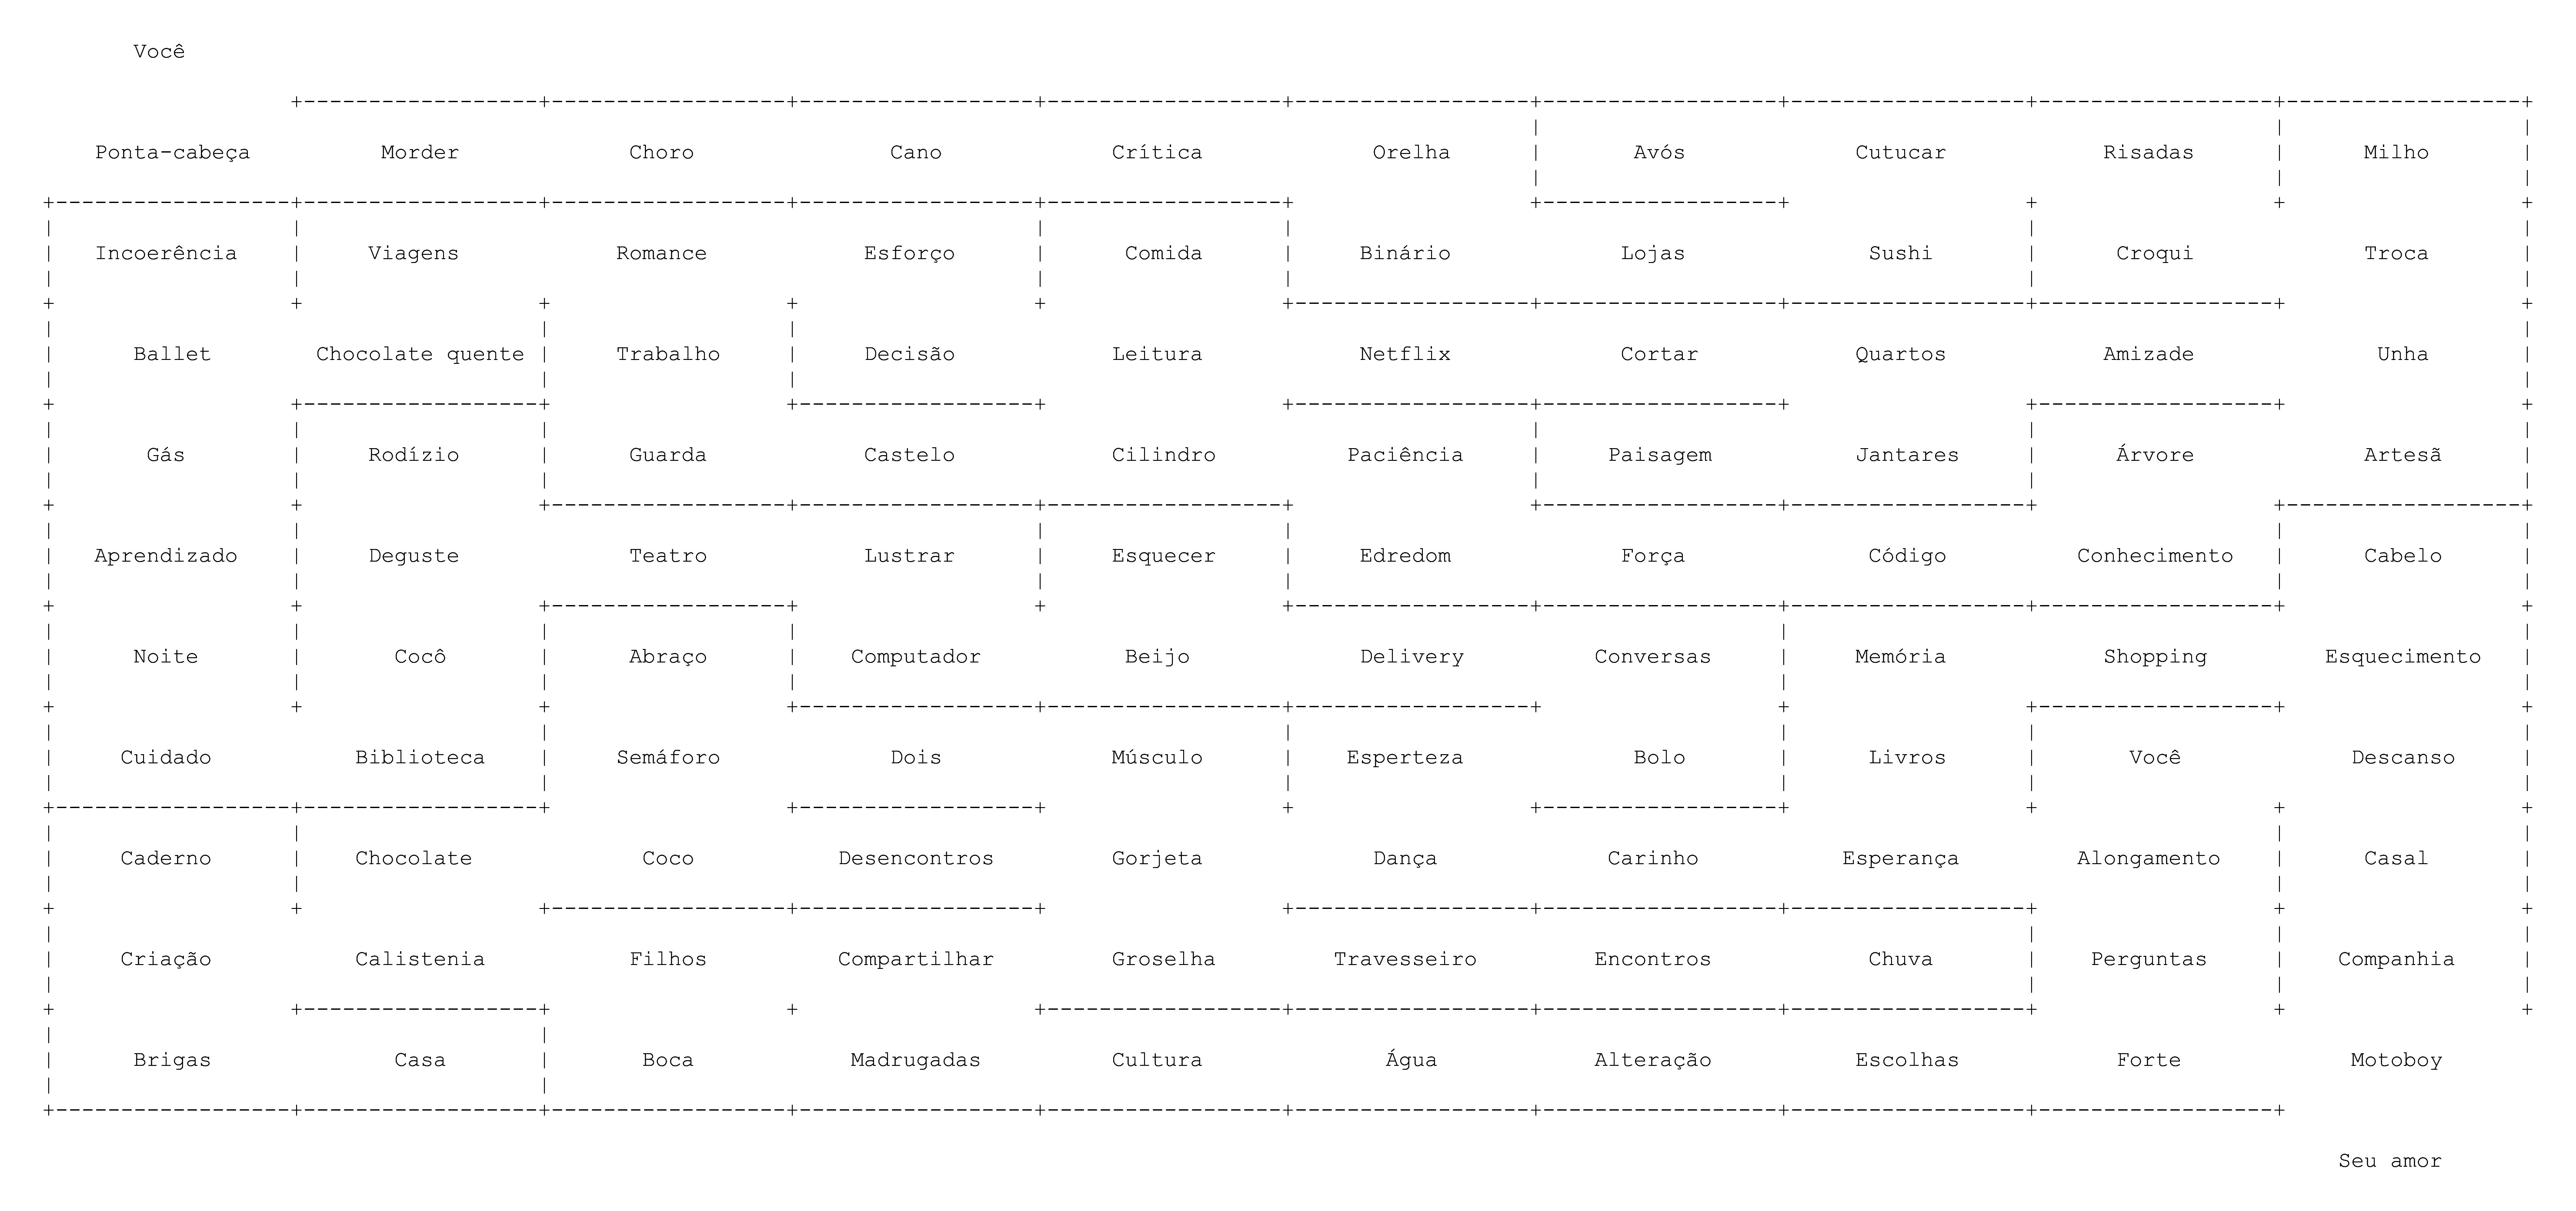 Você
Ponta-cabeça Morder Choro Cano Crítica Orelha Avós Cutucar Risadas Milho
Incoerência Viagens Romance Esforço Comida Binário Lojas Sushi Croqui Troca
Ballet Chocolate quente Trabalho Decisão Leitura Netflix Cortar Quartos Amizade Unha
Gás Rodízio Guarda Castelo Cilindro Paciência Paisagem Jantares Árvore Artesã
Aprendizado Deguste Teatro Lustrar Esquecer Edredom Força Código Conhecimento Cabelo
Noite Cocô Abraço Computador Beijo Delivery Conversas Memória Shopping Esquecimento
Cuidado Biblioteca Semáforo Dois Músculo Esperteza Bolo Livros Você Descanso
Caderno Chocolate Coco Desencontros Gorjeta Dança Carinho Esperança Alongamento Casal
Criação Calistenia Filhos Compartilhar Groselha Travesseiro Encontros Chuva Perguntas Companhia
Brigas Casa Boca Madrugadas Cultura Água Alteração Escolhas Forte Motoboy
Seu amor